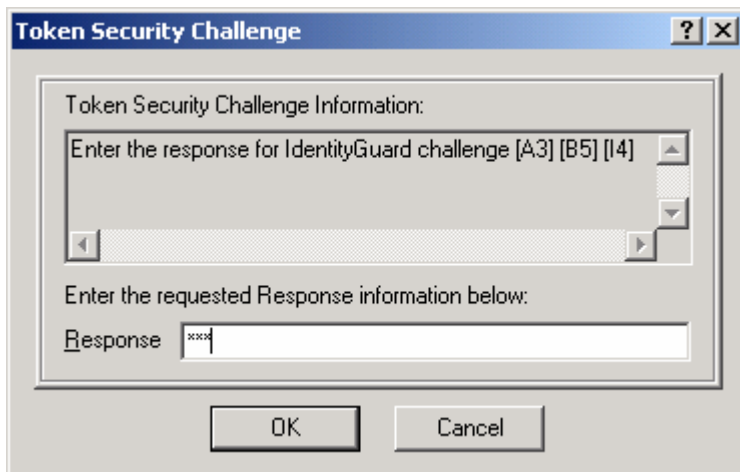 Token Security Challenge
Token Security Challenge Information:
Enter the response for IdentityGuard challenge [A3] [B5] [I4]
Enter the requested Response information below:
Response ***
OK Cancel